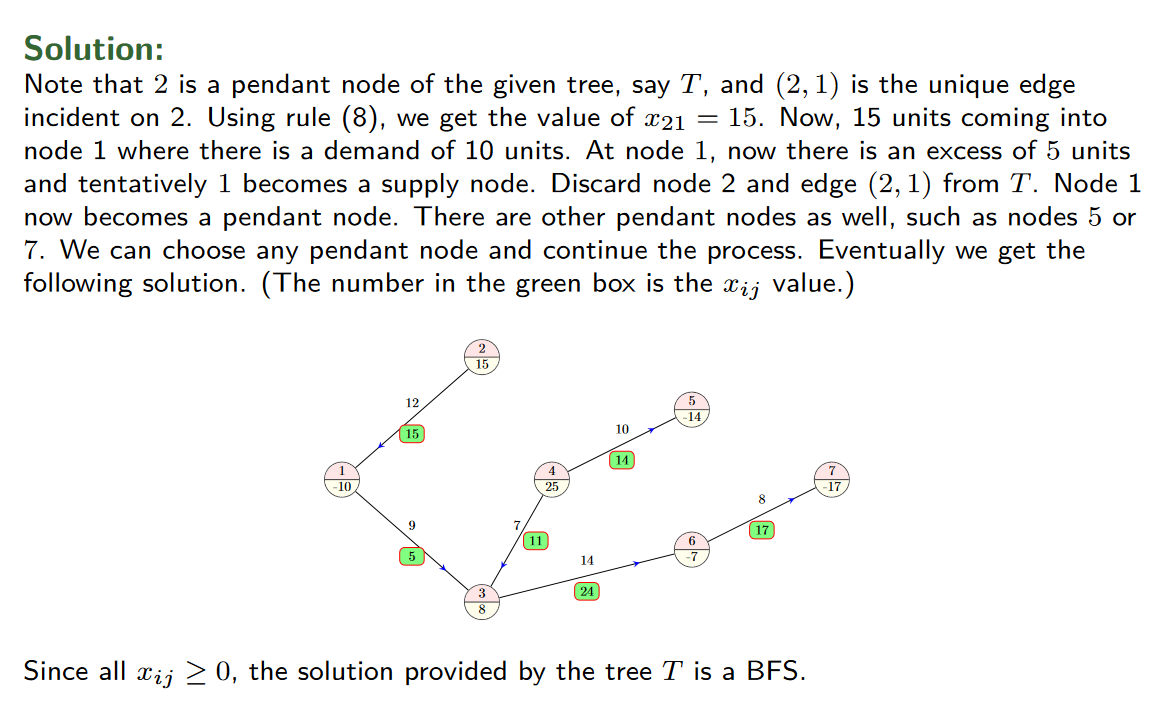 Solution:
Note that 2 is a pendant node of the given tree, say T, and (2, 1) is the unique edge
incident on 2. Using rule (8), we get the value of x₂₁ = 15. Now, 15 units coming into
node 1 where there is a demand of 10 units. At node 1, now there is an excess of 5 units
and tentatively 1 becomes a supply node. Discard node 2 and edge (2, 1) from T. Node 1
now becomes a pendant node. There are other pendant nodes as well, such as nodes 5 or
7. We can choose any pendant node and continue the process. Eventually we get the
following solution. (The number in the green box is the xᵢⱼ value.)
2
15
12
15
5
-14
10
14
1
-10
4
25
7
-17
8
17
9
5
7
11
6
-7
14
24
3
8
Since all xᵢⱼ ≥ 0, the solution provided by the tree T is a BFS.